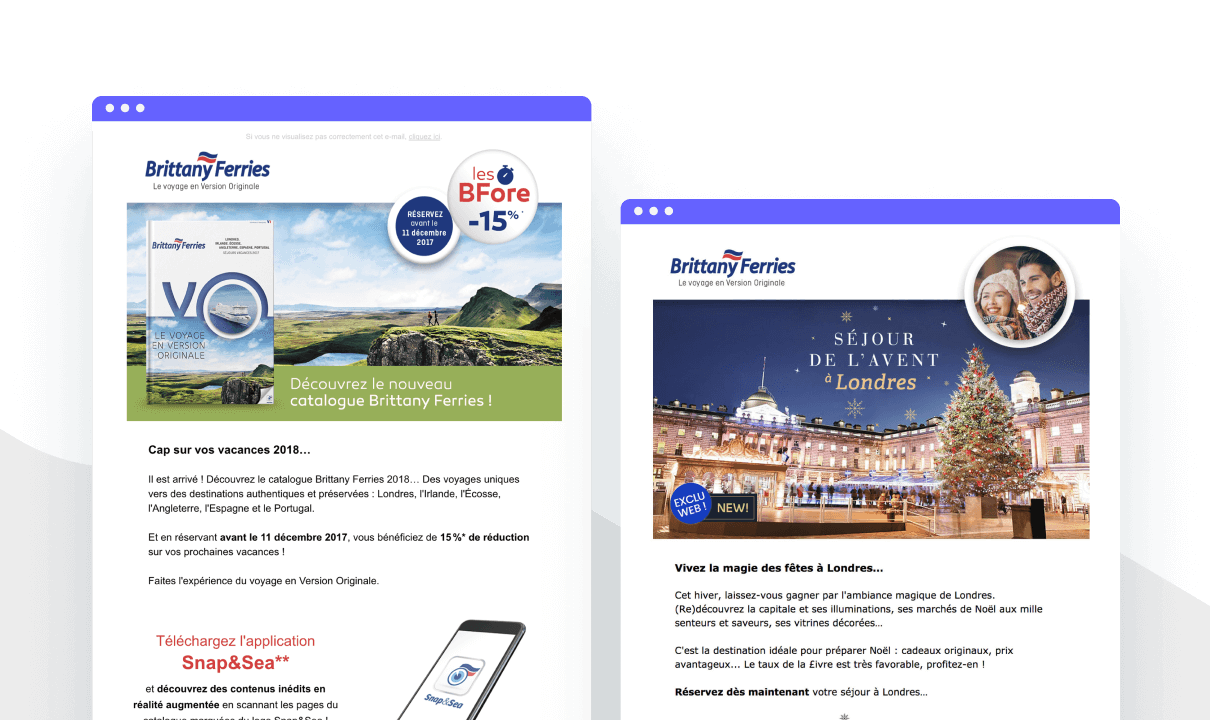 Si vous ne visualisez pas correctement cet e-mail, cliquez ici.
Brittany Ferries
Le voyage en Version Originale
les
BFore
-15%*
RÉSERVEZ
avant le
11 décembre
2017
Brittany Ferries
VO
LE VOYAGE
EN VERSION
ORIGINALE
Découvrez le nouveau
catalogue Brittany Ferries !
Cap sur vos vacances 2018...
Il est arrivé ! Découvrez le catalogue Brittany Ferries 2018... Des voyages uniques
vers des destinations authentiques et préservées : Londres, l'Irlande, l'Écosse,
l'Angleterre, l'Espagne et le Portugal.
Et en réservant avant le 11 décembre 2017, vous bénéficiez de 15%* de réduction
sur vos prochaines vacances !
Faites l'expérience du voyage en Version Originale.
Téléchargez l'application
Snap&Sea**
et découvrez des contenus inédits en
réalité augmentée en scannant les pages du
catalogue marquées du logo Snap&Sea !
Snap&Sea
Brittany Ferries
Le voyage en Version Originale
SÉJOUR
DE L'AVENT
à Londres
EXCLU
WEB !
NEW!
Vivez la magie des fêtes à Londres...
Cet hiver, laissez-vous gagner par l'ambiance magique de Londres.
(Re)découvrez la capitale et ses illuminations, ses marchés de Noël aux mille
senteurs et saveurs, ses vitrines décorées...
C'est la destination idéale pour préparer Noël : cadeaux originaux, prix
avantageux... Le taux de la £ivre est très favorable, profitez-en !
Réservez dès maintenant votre séjour à Londres...